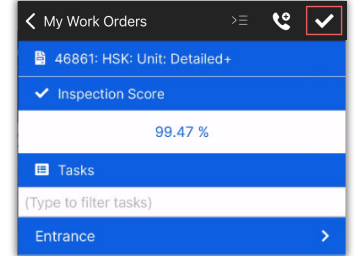 My Work Orders
46861: HSK: Unit: Detailed+
Inspection Score
99.47 %
Tasks
(Type to filter tasks)
Entrance